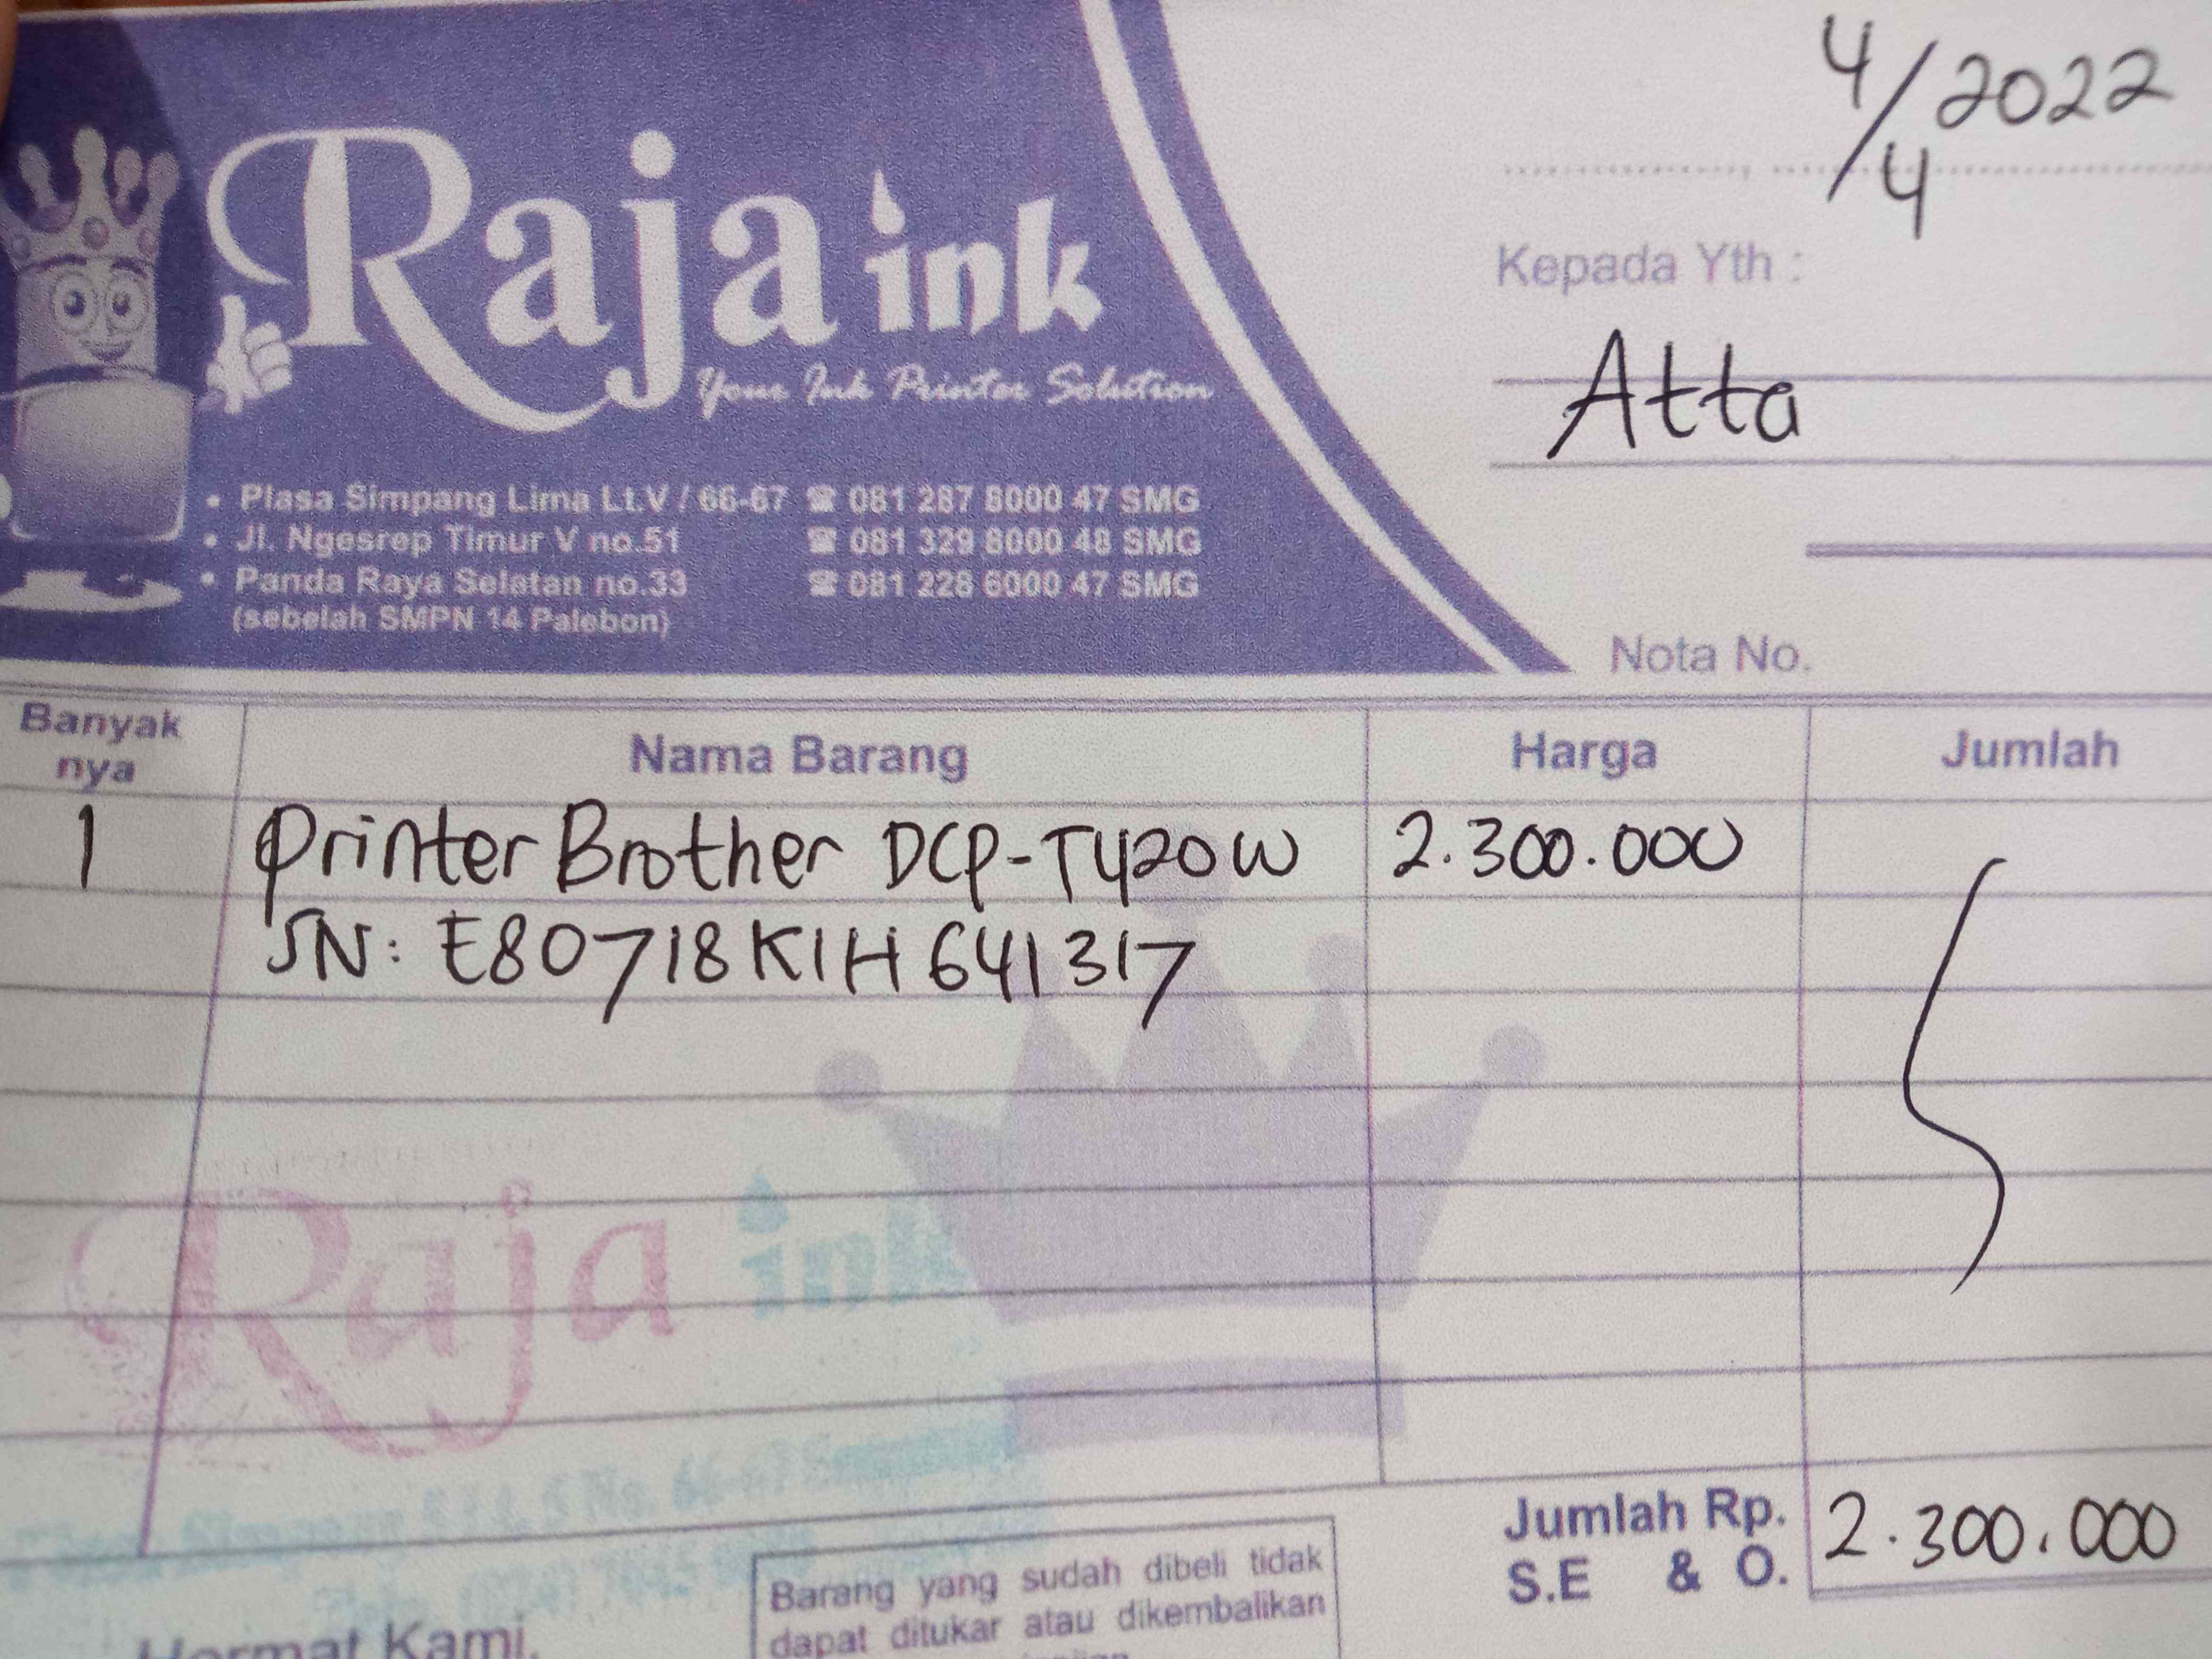 4/4 2022
Raja ink
Your Ink Printer Solution
Kepada Yth :
Atta
• Plasa Simpang Lima Lt.V / 66-67 ☎ 081 287 8000 47 SMG
• Jl. Ngesrep Timur V no.51 ☎ 081 329 8000 48 SMG
• Panda Raya Selatan no.33 ☎ 081 228 6000 47 SMG
(sebelah SMPN 14 Palebon)
Nota No.
Banyak nya Nama Barang Harga Jumlah
1 Printer Brother DCP-T420W 2.300.000
SN: E80718K1H641317
Raja ink
Jumlah Rp. 2.300.000
S.E & O.
Barang yang sudah dibeli tidak
dapat ditukar atau dikembalikan
Hormat Kami,